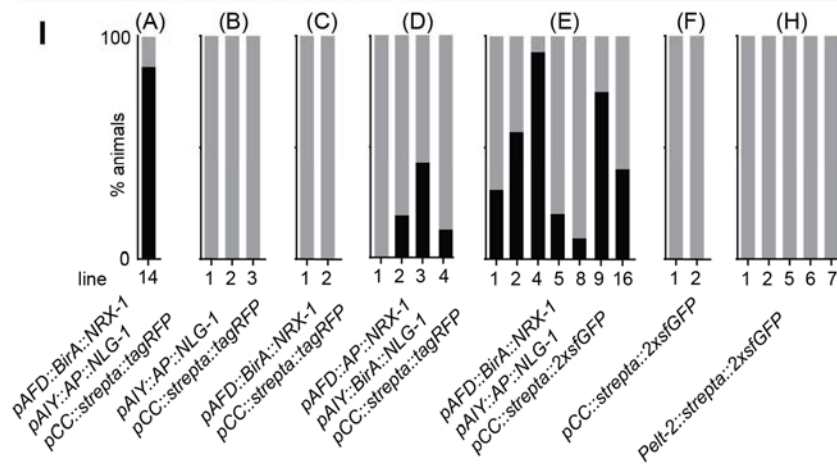 I (A) (B) (C) (D) (E) (F) (H)
100
% animals
0
line 14 1 2 3 1 2 1 2 3 4 1 2 4 5 8 9 16 1 2 1 2 5 6 7
pAFD::BirA::NRX-1
pAIY::AP::NLG-1
pCC::strepta::tagRFP
pAIY::AP::NLG-1
pCC::strepta::tagRFP
pAFD::BirA::NRX-1
pCC::strepta::tagRFP
pAFD::AP::NRX-1
pAIY::BirA::NLG-1
pCC::strepta::tagRFP
pAFD::BirA::NRX-1
pAIY::AP::NLG-1
pCC::strepta::2xsfGFP
pCC::strepta::2xsfGFP
Pelt-2::strepta::2xsfGFP